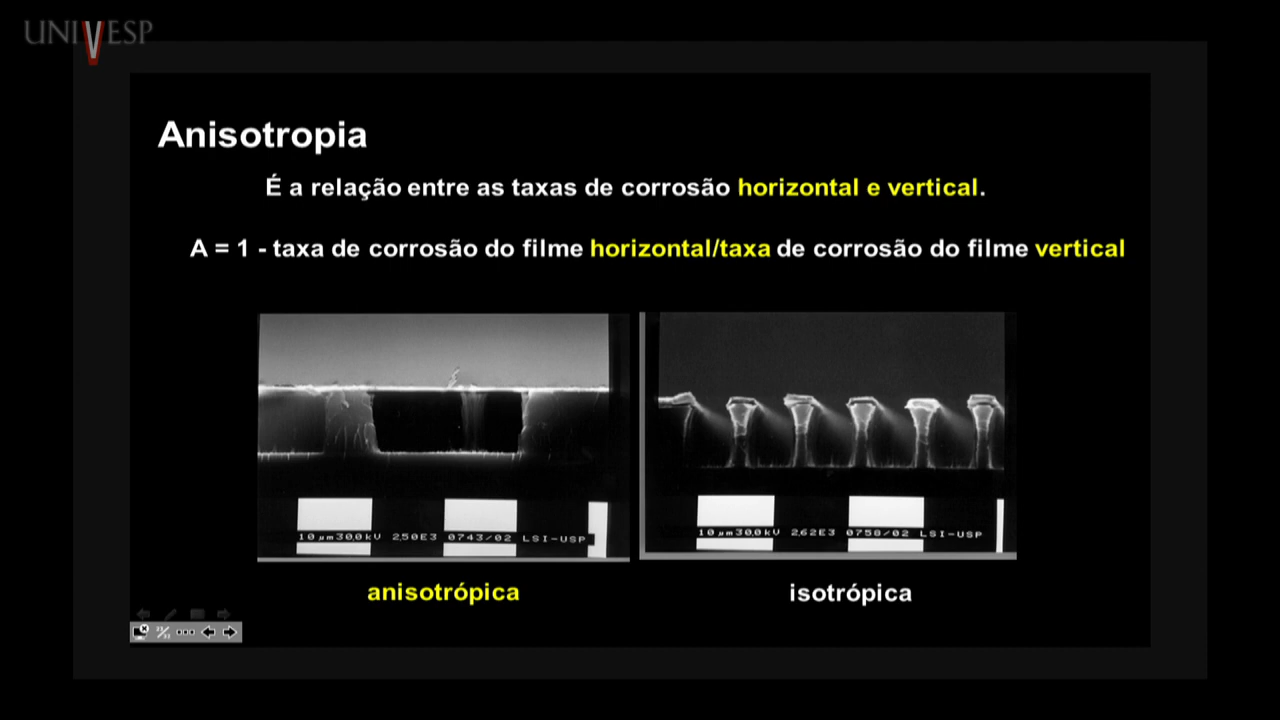 UNIVESP
Anisotropia
É a relação entre as taxas de corrosão horizontal e vertical.
A = 1 - taxa de corrosão do filme horizontal/taxa de corrosão do filme vertical
10 µm 30,0 kV 2,50E3 0743/02 LSI-USP
10 µm 30,0 kV 2,62E3 0758/02 LSI-USP
anisotrópica
isotrópica